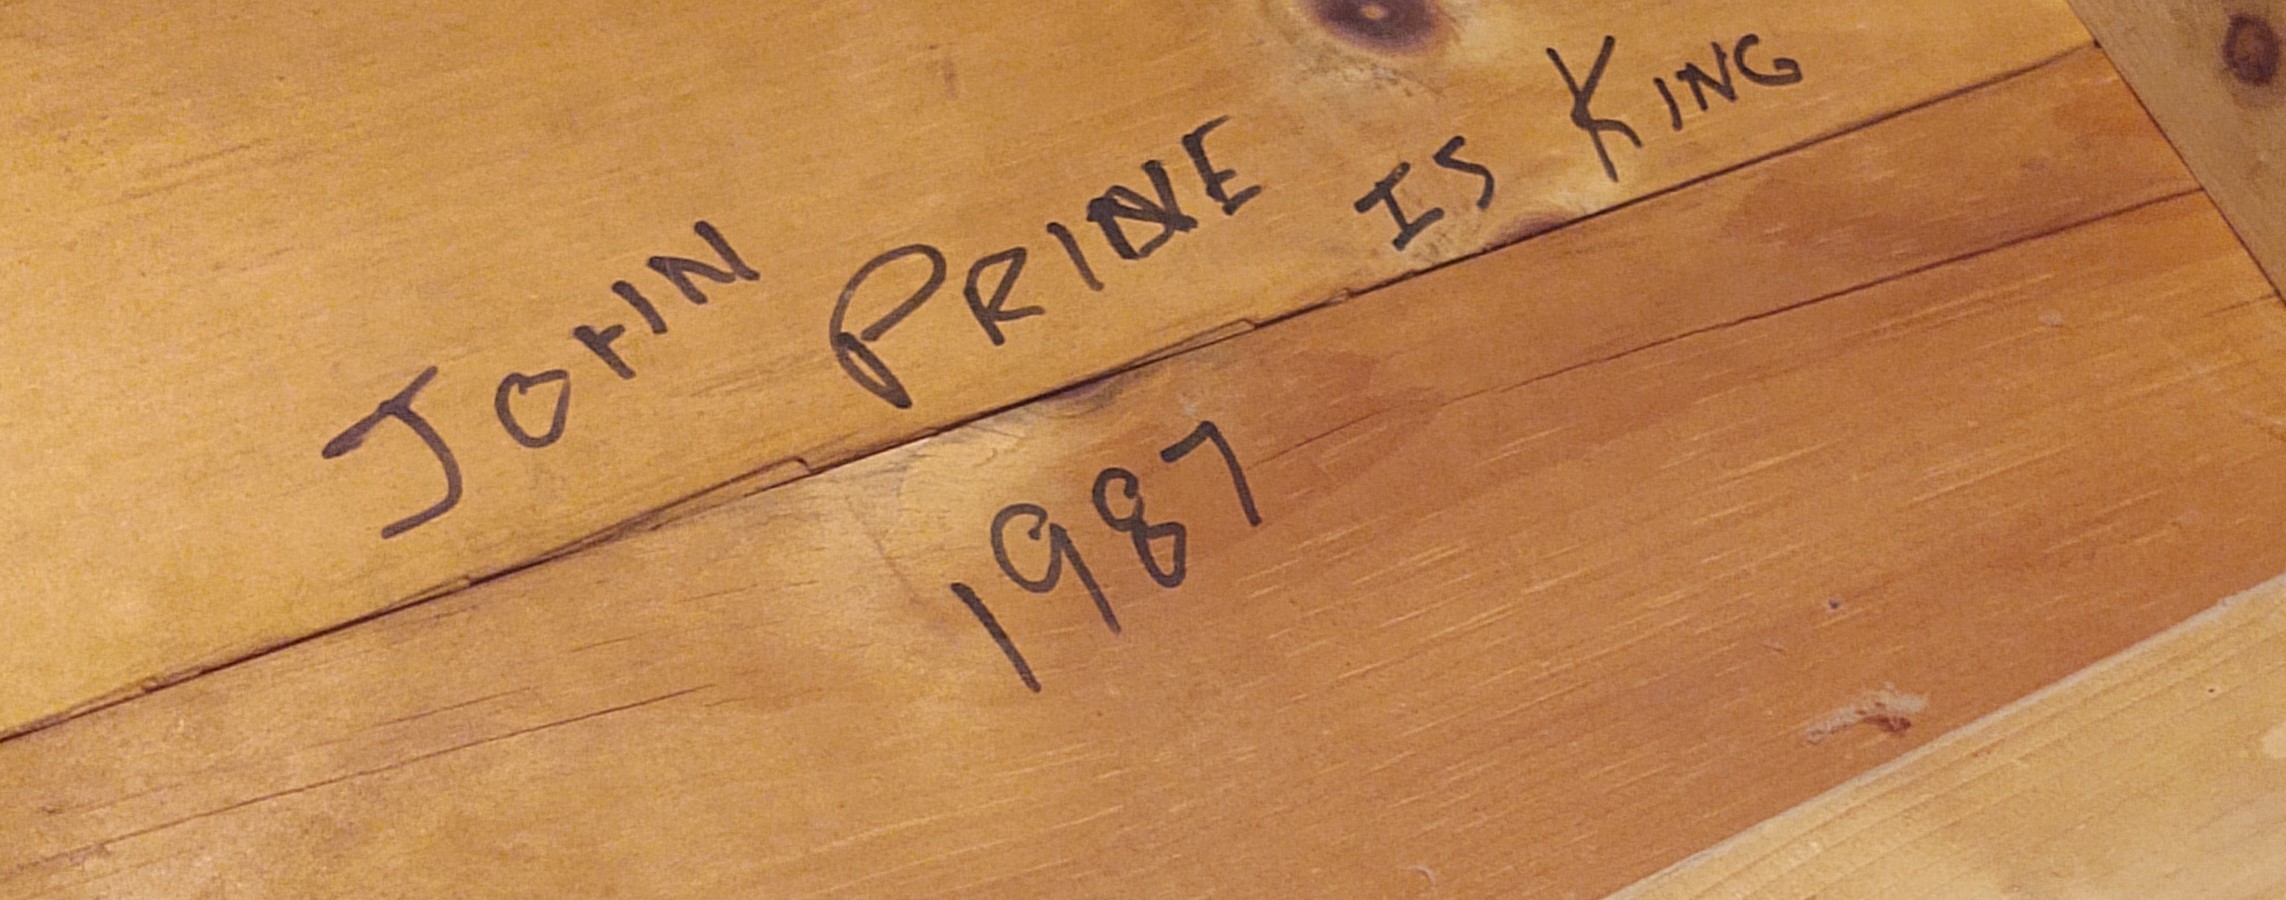 JOHN PRINE IS KING
1987